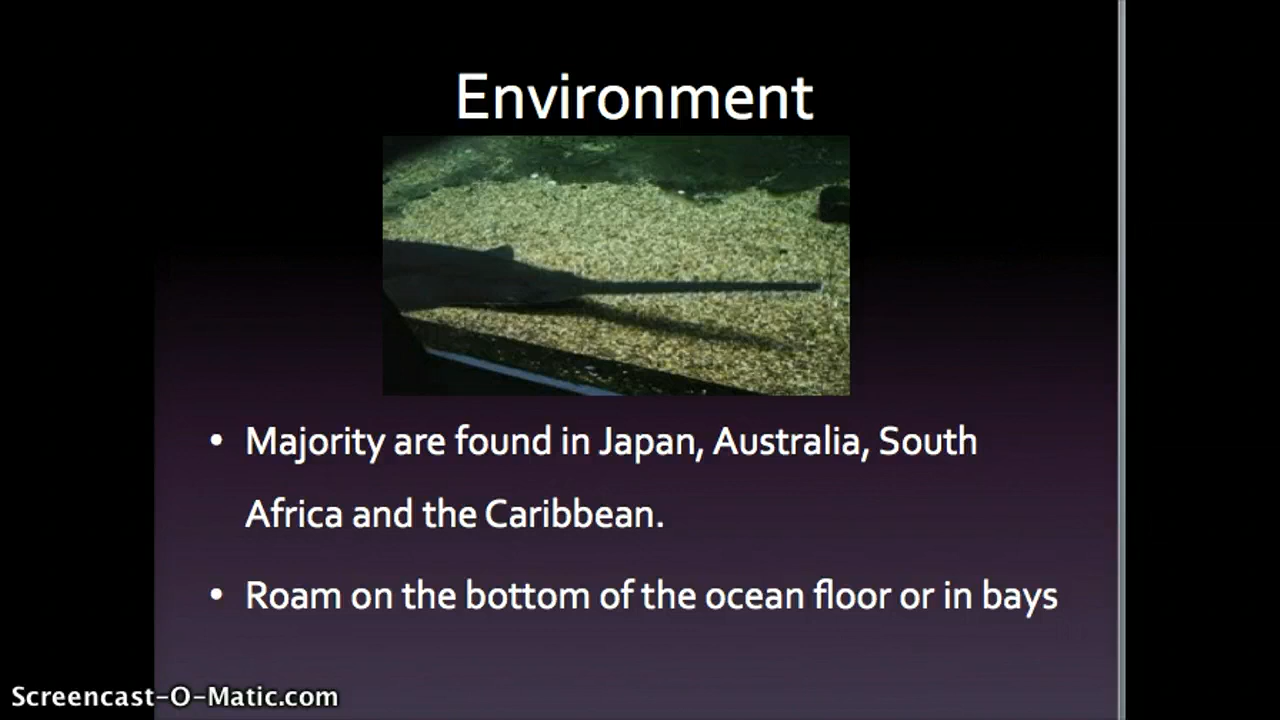 Environment
• Majority are found in Japan, Australia, South
Africa and the Caribbean.
• Roam on the bottom of the ocean floor or in bays
Screencast-O-Matic.com